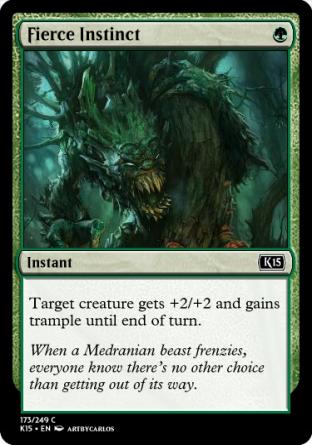 Fierce Instinct
Instant
K15
Target creature gets +2/+2 and gains
trample until end of turn.
When a Medranian beast frenzies,
everyone know there's no other choice
than getting out of its way.
173/249 C
K15 • EN ARTBYCARLOS